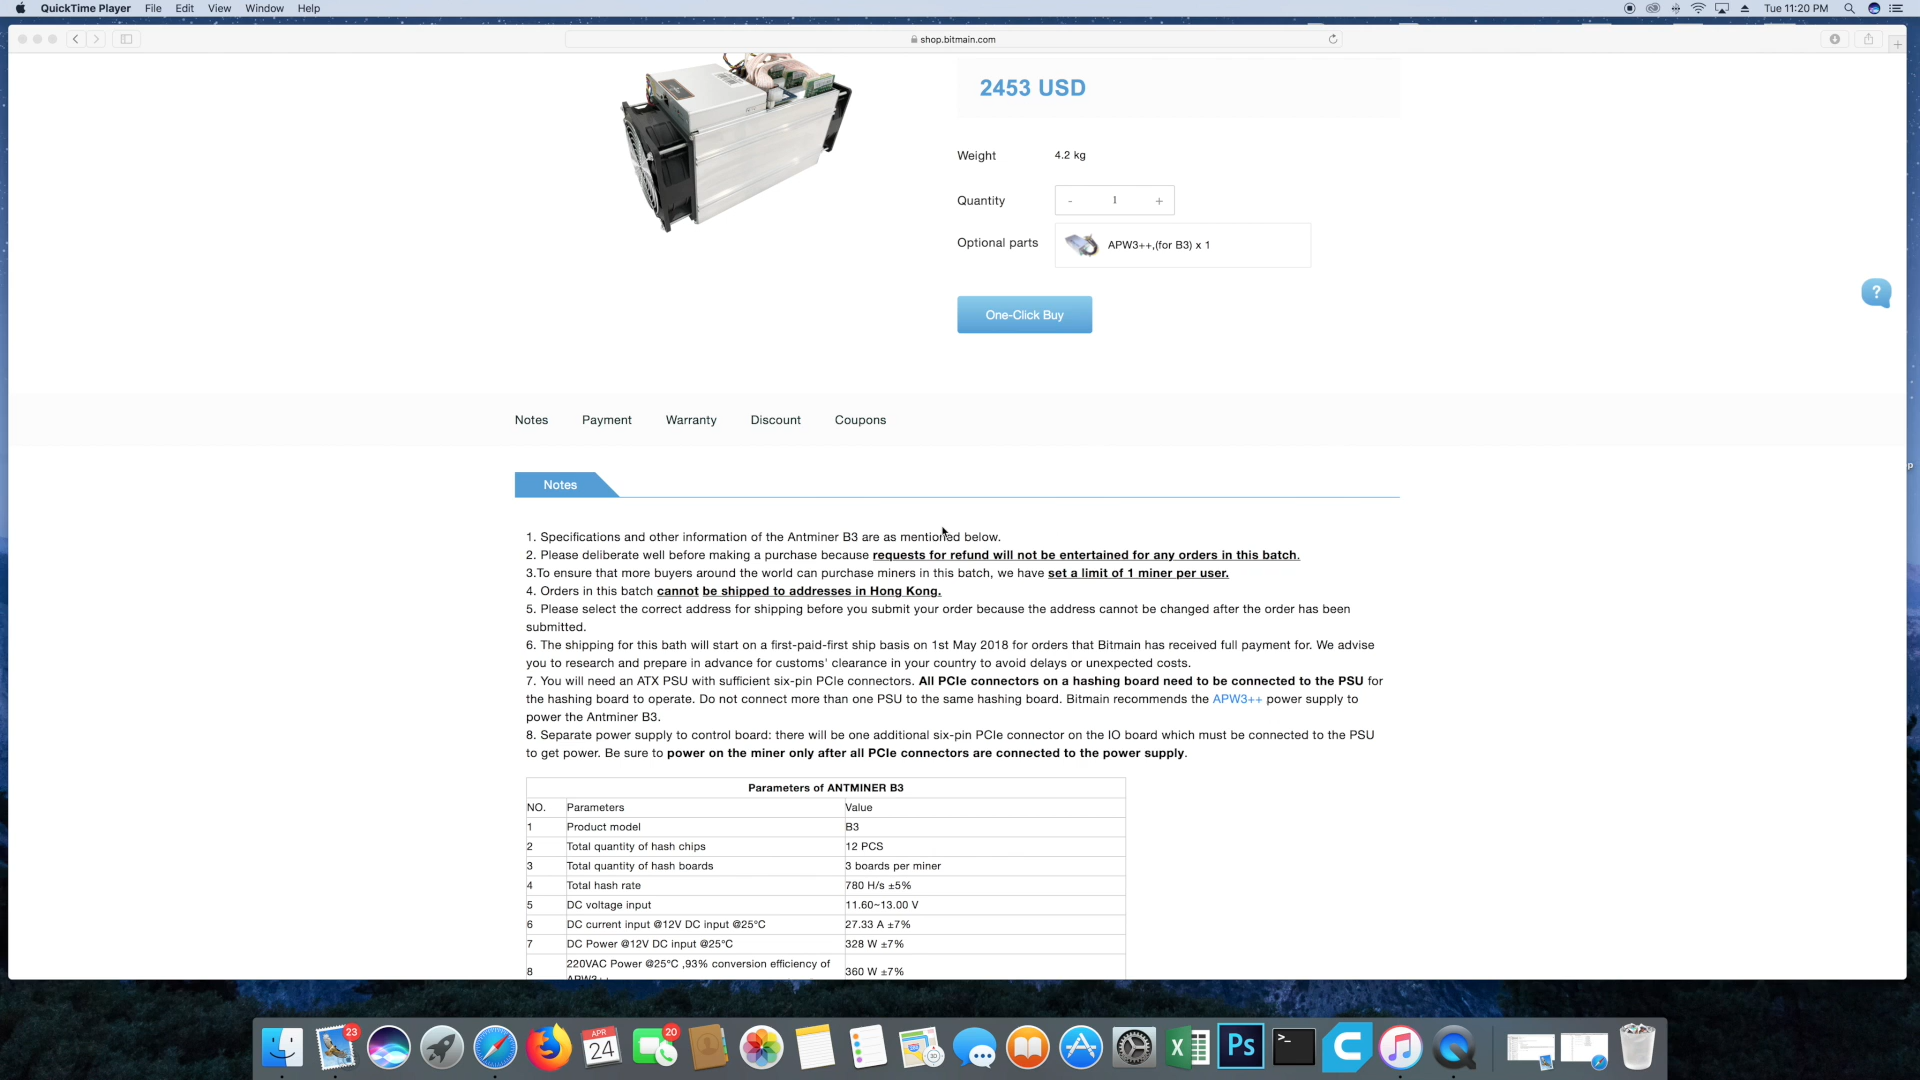 QuickTime Player File Edit View Window Help
Tue 11:20 PM
shop.bitmain.com
2453 USD
Weight 4.2 kg
Quantity - 1 +
Optional parts APW3++,(for B3) x 1
One-Click Buy
?
Notes Payment Warranty Discount Coupons
Notes
1. Specifications and other information of the Antminer B3 are as mentioned below.
2. Please deliberate well before making a purchase because requests for refund will not be entertained for any orders in this batch.
3.To ensure that more buyers around the world can purchase miners in this batch, we have set a limit of 1 miner per user.
4. Orders in this batch cannot be shipped to addresses in Hong Kong.
5. Please select the correct address for shipping before you submit your order because the address cannot be changed after the order has been
submitted.
6. The shipping for this bath will start on a first-paid-first ship basis on 1st May 2018 for orders that Bitmain has received full payment for. We advise
you to research and prepare in advance for customs' clearance in your country to avoid delays or unexpected costs.
7. You will need an ATX PSU with sufficient six-pin PCIe connectors. All PCIe connectors on a hashing board need to be connected to the PSU for
the hashing board to operate. Do not connect more than one PSU to the same hashing board. Bitmain recommends the APW3++ power supply to
power the Antminer B3.
8. Separate power supply to control board: there will be one additional six-pin PCIe connector on the IO board which must be connected to the PSU
to get power. Be sure to power on the miner only after all PCIe connectors are connected to the power supply.
Parameters of ANTMINER B3
NO. Parameters Value
1 Product model B3
2 Total quantity of hash chips 12 PCS
3 Total quantity of hash boards 3 boards per miner
4 Total hash rate 780 H/s ±5%
5 DC voltage input 11.60~13.00 V
6 DC current input @12V DC input @25°C 27.33 A ±7%
7 DC Power @12V DC input @25°C 328 W ±7%
8 220VAC Power @25°C ,93% conversion efficiency of 360 W ±7%
APW3++
23
APR
24
20
Ps